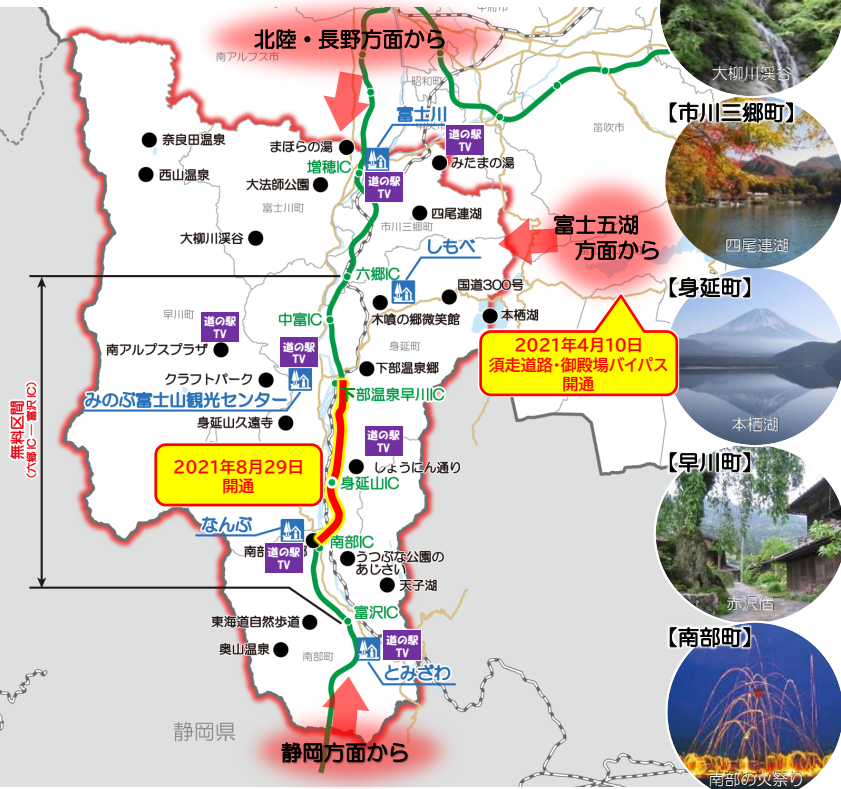 中府市
北陸・長野方面から
南アルプス市
昭和町
大柳川渓谷
【市川三郷町】
富士川
道の駅
TV
笛吹市
奈良田温泉
まほらの湯
増穂IC
みたまの湯
西山温泉
大法師公園
道の駅
TV
富士川町
四尾連湖
市川三郷町
富士五湖
方面から
四尾連湖
大柳川渓谷
しもべ
六郷IC
国道300号
【身延町】
早川町
道の駅
TV
中富IC
木喰の郷微笑館
本栖湖
2021年4月10日
須走道路・御殿場バイパス
開通
南アルプスプラザ
道の駅
TV
身延町
下部温泉郷
クラフトパーク
下部温泉早川IC
みのぶ富士山観光センター
本栖湖
無料区間
(六郷IC ― 富沢IC)
身延山久遠寺
道の駅
TV
【早川町】
2021年8月29日
開通
しょうにん通り
身延山IC
なんぶ
南部IC
南部
道の駅
TV
うつぶな公園の
あじさい
天子湖
赤沢宿
富沢IC
東海道自然歩道
【南部町】
奥山温泉
南部町
道の駅
TV
とみざわ
静岡県
静岡方面から
南部の火祭り